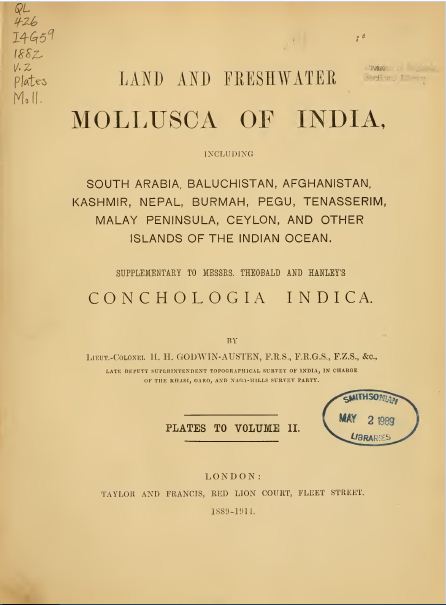 QL
426
I4G59
1882
v.2
Plates
Moll.
LAND AND FRESHWATER
MOLLUSCA OF INDIA,
INCLUDING
SOUTH ARABIA, BALUCHISTAN, AFGHANISTAN,
KASHMIR, NEPAL, BURMAH, PEGU, TENASSERIM,
MALAY PENINSULA, CEYLON, AND OTHER
ISLANDS OF THE INDIAN OCEAN.
SUPPLEMENTARY TO MESSRS. THEOBALD AND HANLEY'S
CONCHOLOGIA INDICA.
BY
LIEUT.-COLONEL H. H. GODWIN-AUSTEN, F.R.S., F.R.G.S., F.Z.S., &c.,
LATE DEPUTY SUPERINTENDENT TOPOGRAPHICAL SURVEY OF INDIA, IN CHARGE
OF THE KHASI, GARO, AND NAGA-HILLS SURVEY PARTY.
PLATES TO VOLUME II.
SMITHSONIAN
MAY 2 1989
LIBRARIES
LONDON:
TAYLOR AND FRANCIS, RED LION COURT, FLEET STREET.
1889-1914.